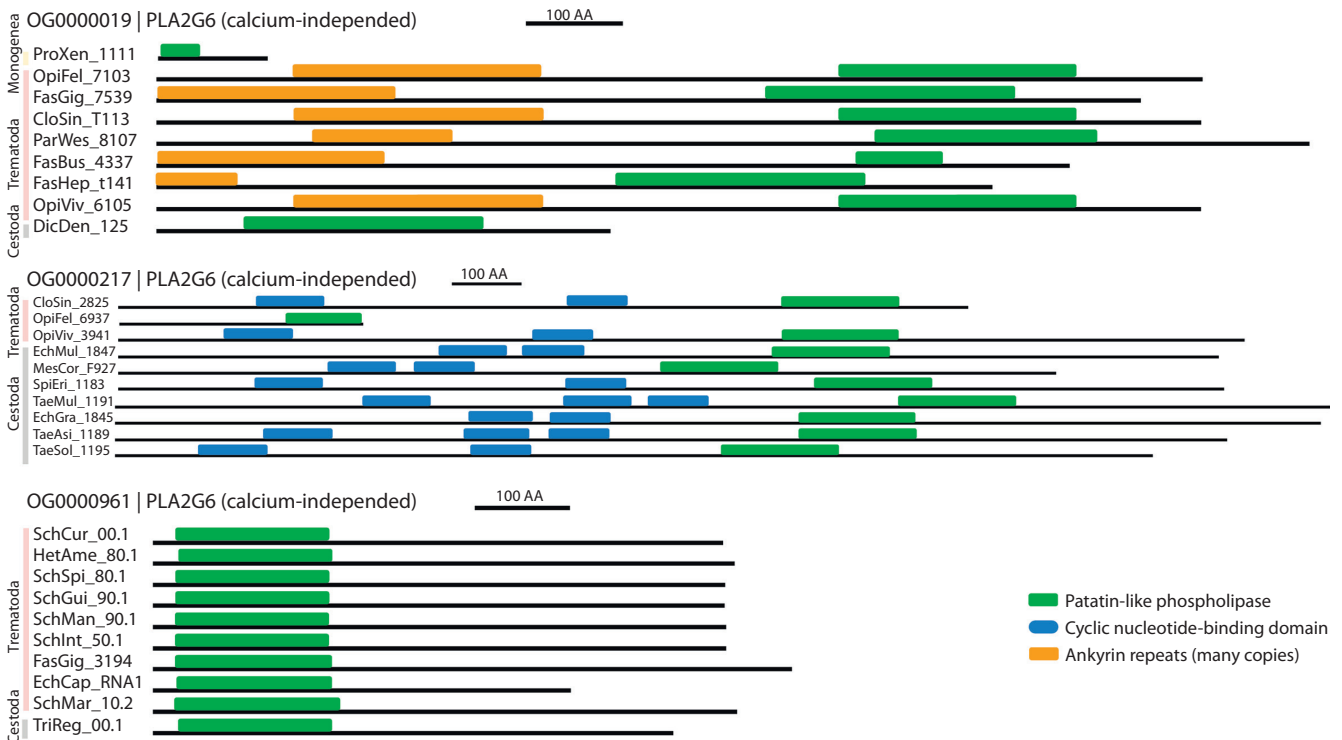 OG0000019 | PLA2G6 (calcium-independed)
100 AA
Monogenea
ProXen_1111
Trematoda
OpiFel_7103
FasGig_7539
CloSin_T113
ParWes_8107
FasBus_4337
FasHep_t141
OpiViv_6105
Cestoda
DicDen_125
OG0000217 | PLA2G6 (calcium-independed)
100 AA
Trematoda
CloSin_2825
OpiFel_6937
OpiViv_3941
Cestoda
EchMul_1847
MesCor_F927
SpiEri_1183
TaeMul_1191
EchGra_1845
TaeAsi_1189
TaeSol_1195
OG0000961 | PLA2G6 (calcium-independed)
100 AA
Trematoda
SchCur_00.1
HetAme_80.1
SchSpi_80.1
SchGui_90.1
SchMan_90.1
SchInt_50.1
FasGig_3194
EchCap_RNA1
SchMar_10.2
Cestoda
TriReg_00.1
Patatin-like phospholipase
Cyclic nucleotide-binding domain
Ankyrin repeats (many copies)